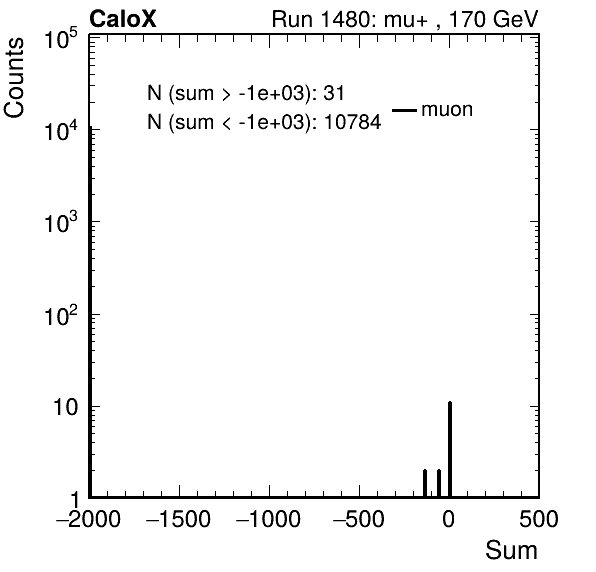 CaloX Run 1480: mu+ , 170 GeV
Counts
10^5
N (sum > -1e+03): 31
N (sum < -1e+03): 10784
muon
10^4
10^3
10^2
10
1
−2000 −1500 −1000 −500 0 500
Sum